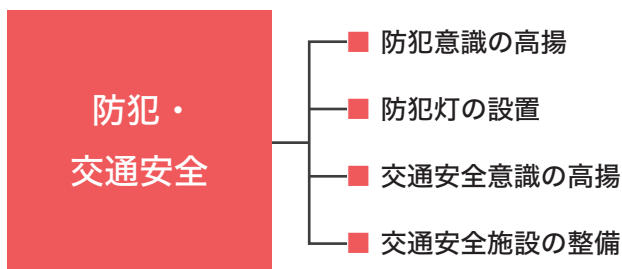 防犯・
交通安全
防犯意識の高揚
防犯灯の設置
交通安全意識の高揚
交通安全施設の整備